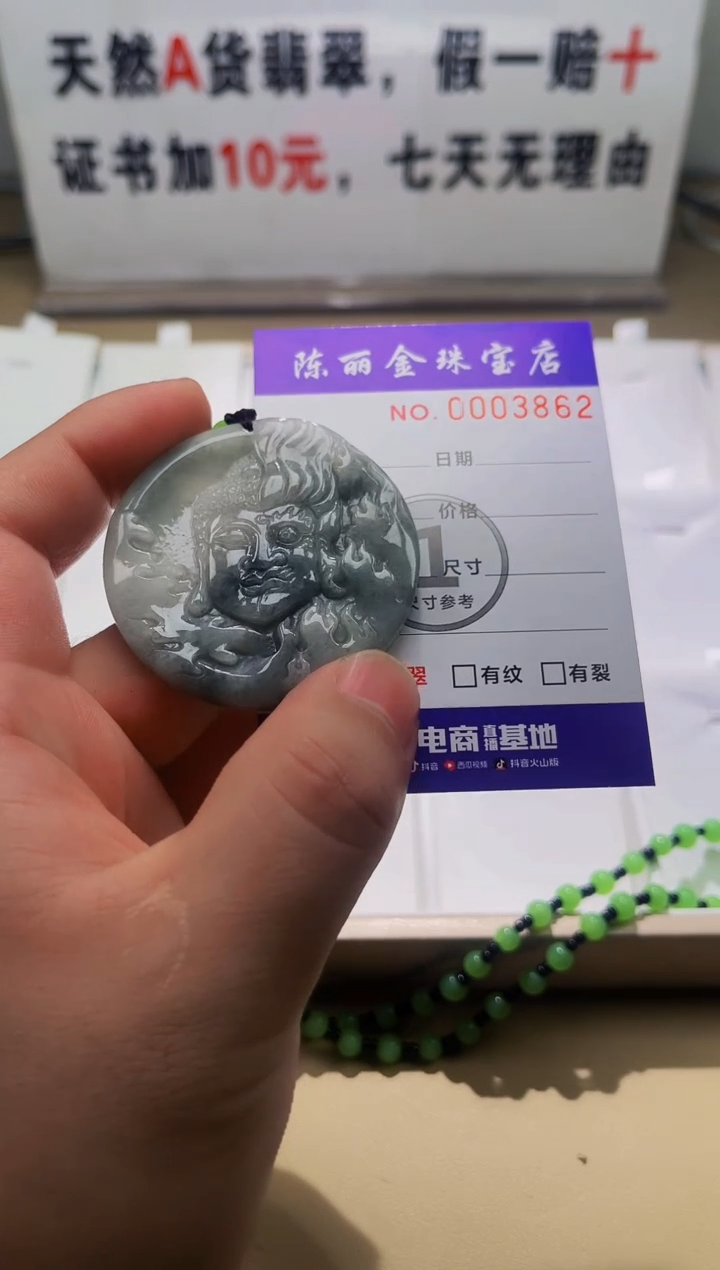 天然A货翡翠，假一赔十
证书加10元，七天无理由
陈丽金珠宝店
NO. 0003862
日期
价格
1
尺寸
尺寸参考
翠 □有纹 □有裂
电商直播基地
抖音 西瓜视频 抖音火山版